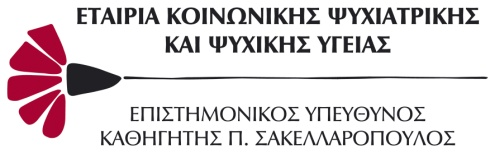 ΕΤΑΙΡΙΑ ΚΟΙΝΩΝΙΚΗΣ ΨΥΧΙΑΤΡΙΚΗΣ
ΚΑΙ ΨΥΧΙΚΗΣ ΥΓΕΙΑΣ
ΕΠΙΣΤΗΜΟΝΙΚΟΣ ΥΠΕΥΘΥΝΟΣ
ΚΑΘΗΓΗΤΗΣ Π. ΣΑΚΕΛΛΑΡΟΠΟΥΛΟΣ